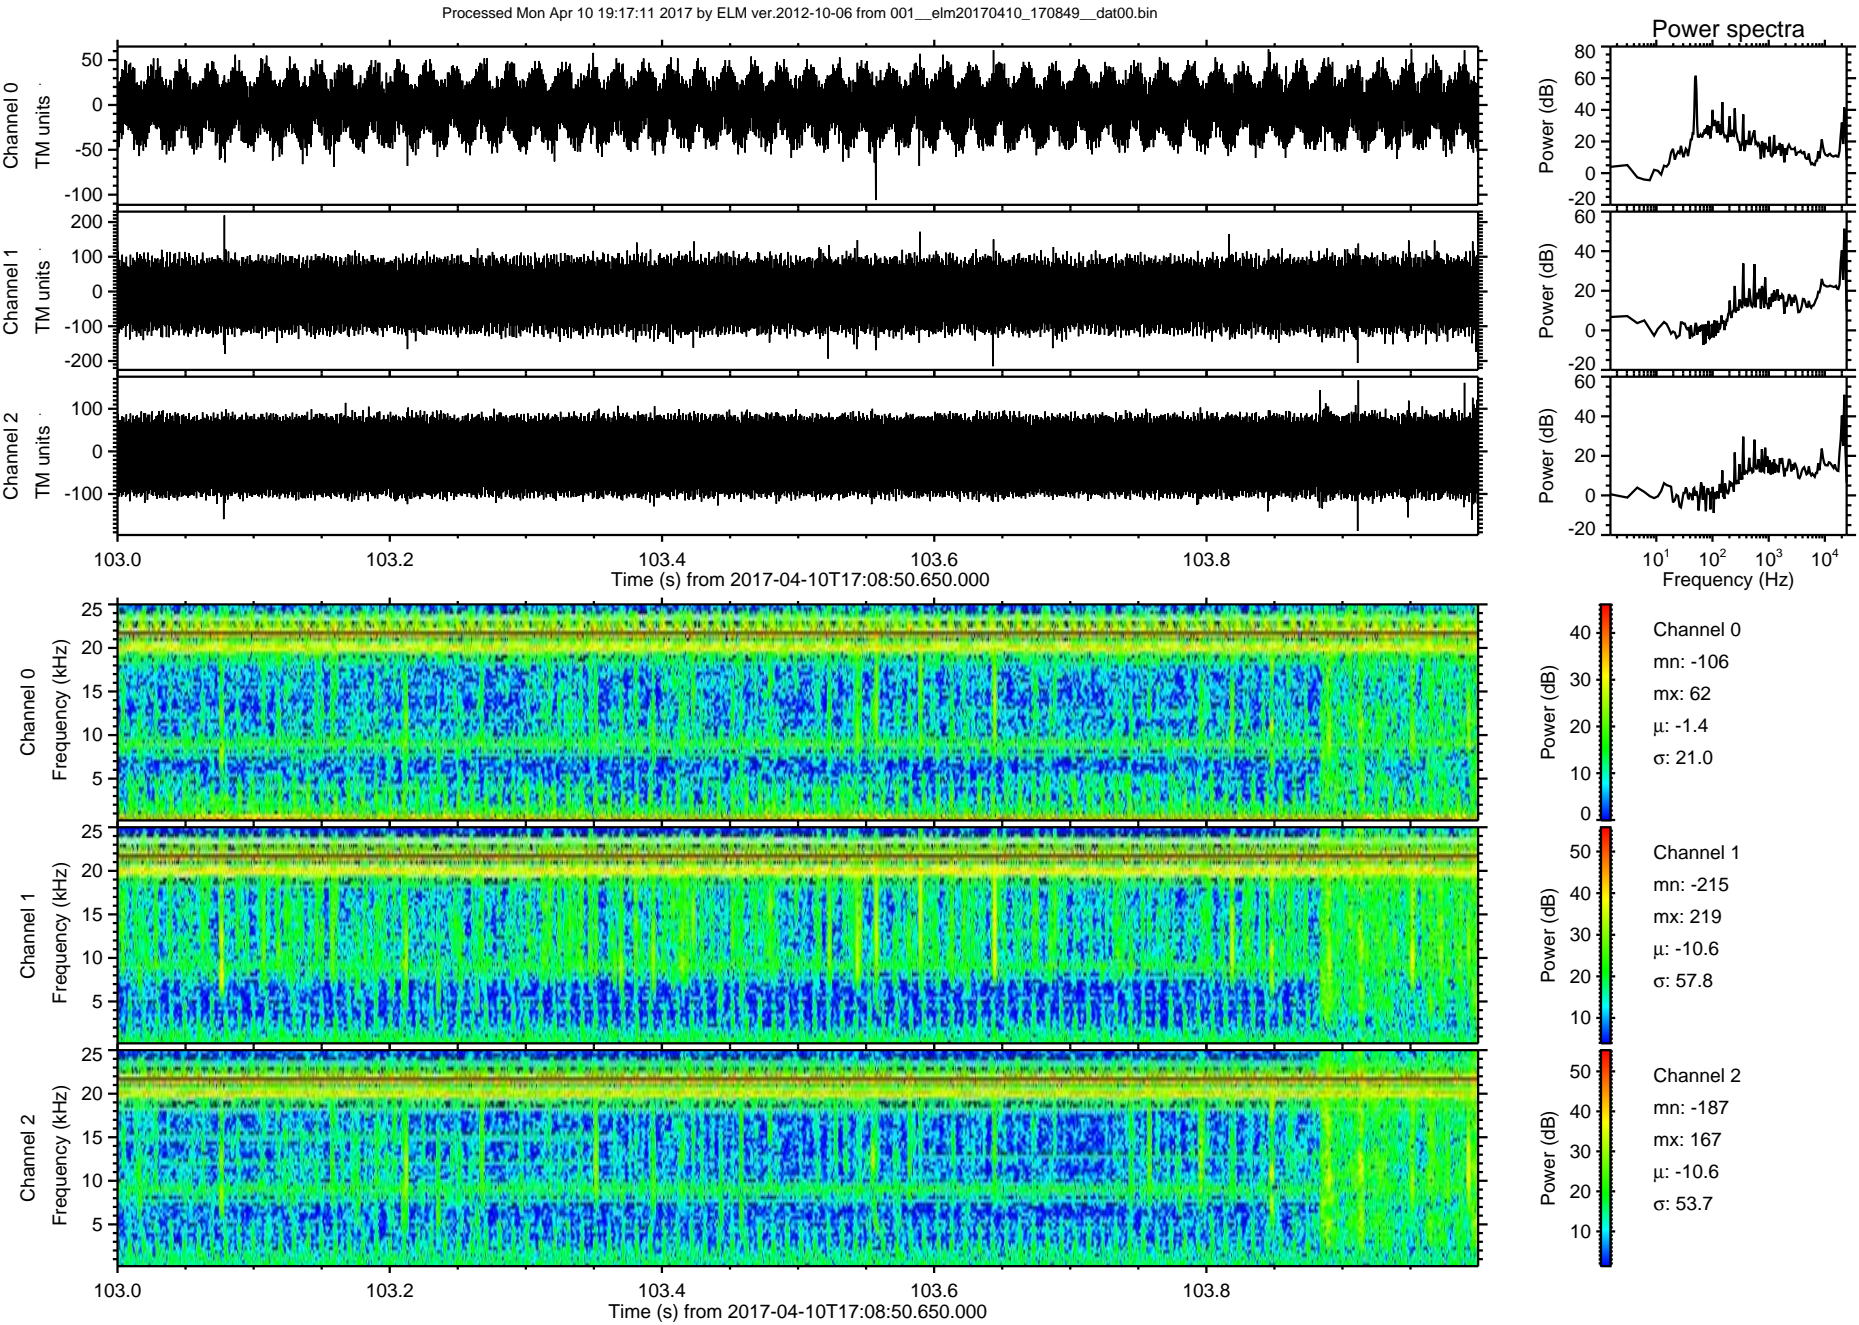 Processed Mon Apr 10 19:17:11 2017 by ELM ver.2012-10-06 from 001__elm20170410_170849__dat00.bin
Power spectra
Channel 0
TM units
50
0
-50
-100
Power (dB)
80
60
40
20
0
-20
Channel 1
TM units
200
100
0
-100
-200
Power (dB)
60
40
20
0
-20
Channel 2
TM units
100
0
-100
Power (dB)
60
40
20
0
-20
103.0 103.2 103.4 103.6 103.8
Time (s) from 2017-04-10T17:08:50.650.000
10¹ 10² 10³ 10⁴
Frequency (Hz)
Channel 0
Frequency (kHz)
25
20
15
10
5
Power (dB)
40
30
20
10
0
Channel 0
mn: -106
mx: 62
μ: -1.4
σ: 21.0
Channel 1
Frequency (kHz)
25
20
15
10
5
Power (dB)
50
40
30
20
10
Channel 1
mn: -215
mx: 219
μ: -10.6
σ: 57.8
Channel 2
Frequency (kHz)
25
20
15
10
5
Power (dB)
50
40
30
20
10
Channel 2
mn: -187
mx: 167
μ: -10.6
σ: 53.7
103.0 103.2 103.4 103.6 103.8
Time (s) from 2017-04-10T17:08:50.650.000